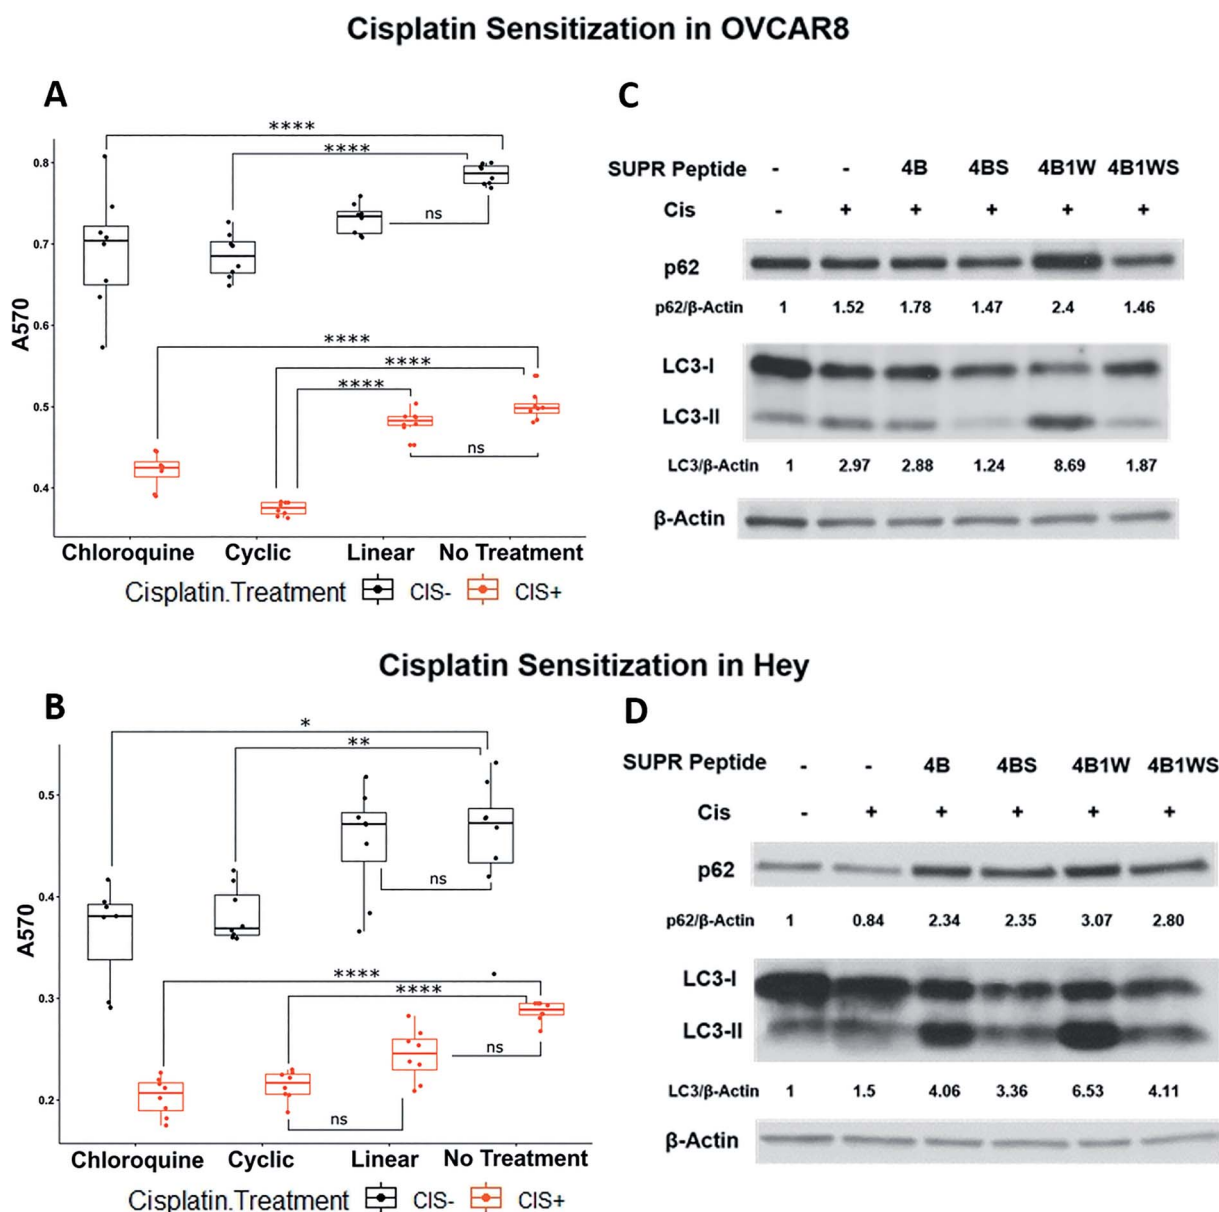 Cisplatin Sensitization in OVCAR8
A
****
****
ns
****
****
****
ns
A570
0.8
0.7
0.6
0.5
0.4
Chloroquine Cyclic Linear No Treatment
Cisplatin.Treatment CIS- CIS+
C
SUPR Peptide - - 4B 4BS 4B1W 4B1WS
Cis - + + + + +
p62
p62/β-Actin 1 1.52 1.78 1.47 2.4 1.46
LC3-I
LC3-II
LC3/β-Actin 1 2.97 2.88 1.24 8.69 1.87
β-Actin
Cisplatin Sensitization in Hey
B
*
**
ns
****
****
ns
ns
A570
0.5
0.4
0.3
0.2
Chloroquine Cyclic Linear No Treatment
Cisplatin.Treatment CIS- CIS+
D
SUPR Peptide - - 4B 4BS 4B1W 4B1WS
Cis - + + + + +
p62
p62/β-Actin 1 0.84 2.34 2.35 3.07 2.80
LC3-I
LC3-II
LC3/β-Actin 1 1.5 4.06 3.36 6.53 4.11
β-Actin